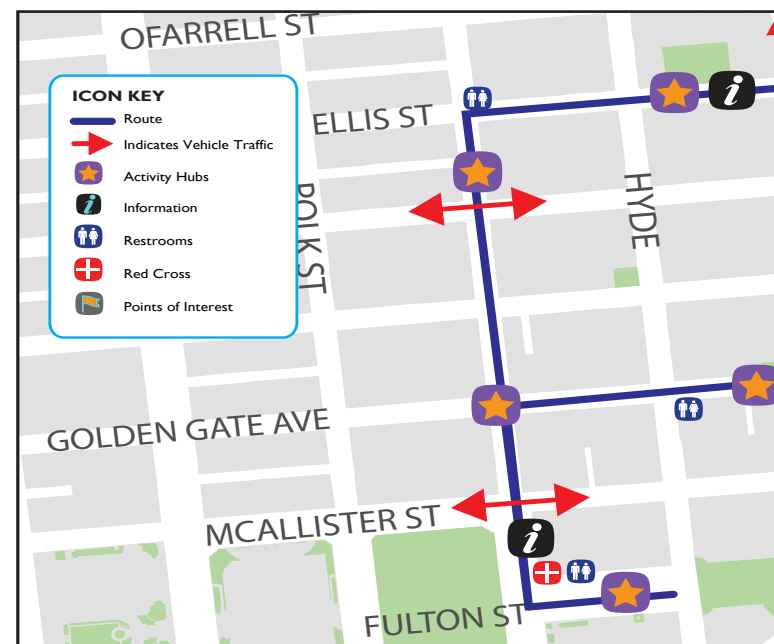 OFARRELL ST
ICON KEY
Route
Indicates Vehicle Traffic
Activity Hubs
Information
Restrooms
Red Cross
Points of Interest
ELLIS ST
POLK ST
HYDE
GOLDEN GATE AVE
MCALLISTER ST
FULTON ST
i
i
i